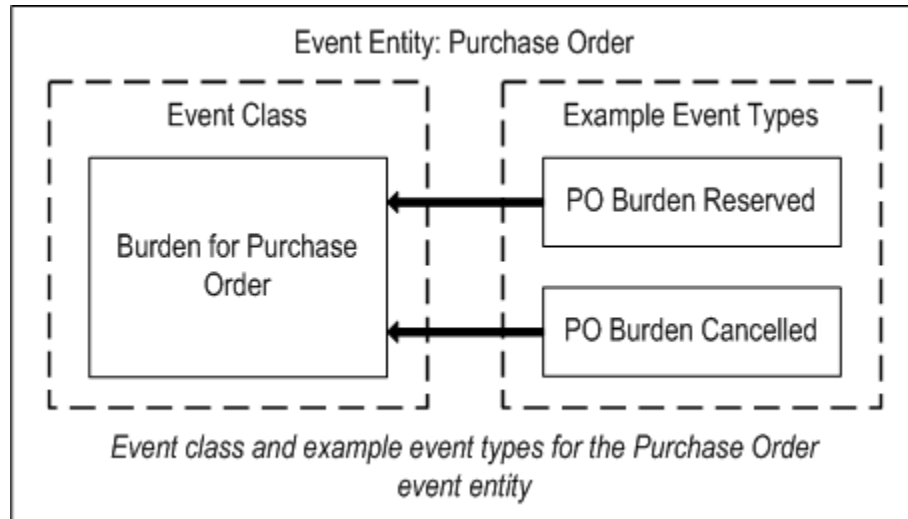 Event Entity: Purchase Order
Event Class
Example Event Types
Burden for Purchase
Order
PO Burden Reserved
PO Burden Cancelled
Event class and example event types for the Purchase Order
event entity